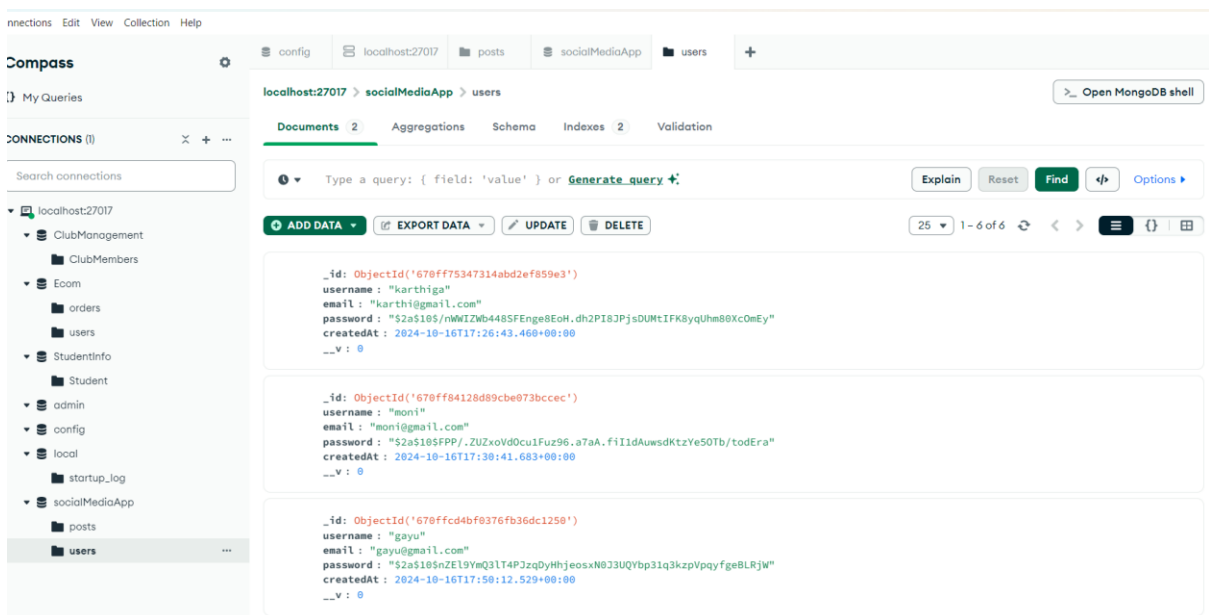 nnections Edit View Collection Help
Compass
{} My Queries
CONNECTIONS (1)
Search connections
localhost:27017
ClubManagement
ClubMembers
Ecom
orders
users
StudentInfo
Student
admin
config
local
startup_log
socialMediaApp
posts
users
config localhost:27017 posts socialMediaApp users +
localhost:27017 > socialMediaApp > users
>_ Open MongoDB shell
Documents 2 Aggregations Schema Indexes 2 Validation
Type a query: { field: 'value' } or Generate query
Explain Reset Find </> Options
ADD DATA EXPORT DATA UPDATE DELETE
25 1 – 6 of 6 {}
_id: ObjectId('670ff75347314abd2ef859e3')
username : "karthiga"
email : "karthi@gmail.com"
password : "$2a$10$/nWWIZWb448SFEnge8EoH.dh2PI8JPjsDUMtIFK8yqUhm80XcOmEy"
createdAt : 2024-10-16T17:26:43.460+00:00
__v : 0
_id: ObjectId('670ff84128d89cbe073bccec')
username : "moni"
email : "moni@gmail.com"
password : "$2a$10$FPP/.ZUZxoVdOcu1Fuz96.a7aA.fiI1dAuwsdKtzYe5OTb/todEra"
createdAt : 2024-10-16T17:30:41.683+00:00
__v : 0
_id: ObjectId('670ffcd4bf0376fb36dc1250')
username : "gayu"
email : "gayu@gmail.com"
password : "$2a$10$nZEl9YmQ3lT4PJzqDyHhjeosxN0J3UQYbp31q3kzpVpqyfgeBLRjW"
createdAt : 2024-10-16T17:50:12.529+00:00
__v : 0